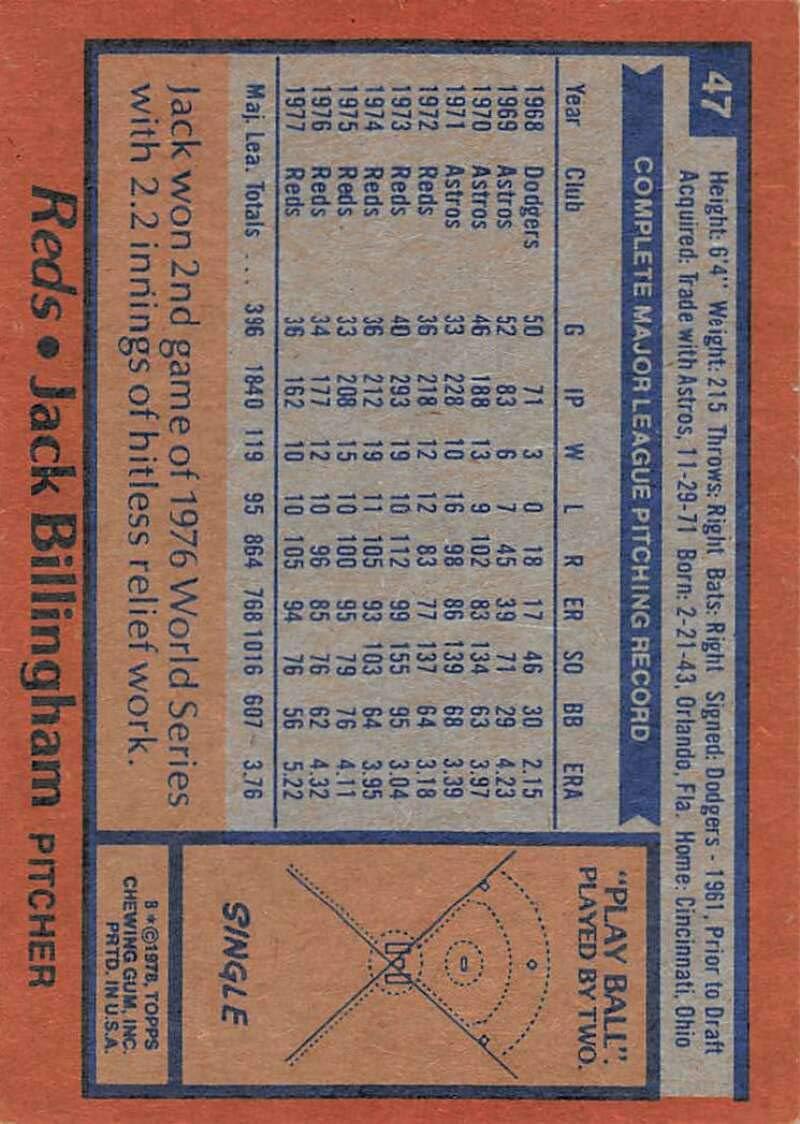 47
Height: 6'4" Weight: 215 Throws: Right Bats: Right Signed: Dodgers - 1961, Prior to Draft
Acquired: Trade with Astros, 11-29-71 Born: 2-21-43, Orlando, Fla. Home: Cincinnati, Ohio
COMPLETE MAJOR LEAGUE PITCHING RECORD
Year Club G IP W L R ER SO BB ERA
1968 Dodgers 50 71 3 0 18 17 46 30 2.15
1969 Astros 52 83 6 7 45 39 71 29 4.23
1970 Astros 46 188 13 9 102 83 134 63 3.97
1971 Astros 33 228 10 16 98 86 139 68 3.39
1972 Reds 36 218 12 12 83 77 137 64 3.18
1973 Reds 40 293 19 10 112 99 155 95 3.04
1974 Reds 36 212 19 11 105 93 103 64 3.95
1975 Reds 33 208 15 10 100 95 79 76 4.11
1976 Reds 34 177 12 10 96 85 76 62 4.32
1977 Reds 36 162 10 10 105 94 76 56 5.22
Maj. Lea. Totals ... 396 1840 119 95 864 768 1016 607 3.76
Jack won 2nd game of 1976 World Series
with 2.2 innings of hitless relief work.
"PLAY BALL":
PLAYED BY TWO.
SINGLE
B*©1978, TOPPS
CHEWING GUM, INC.
PRTD. IN U.S.A.
Reds • Jack Billingham PITCHER